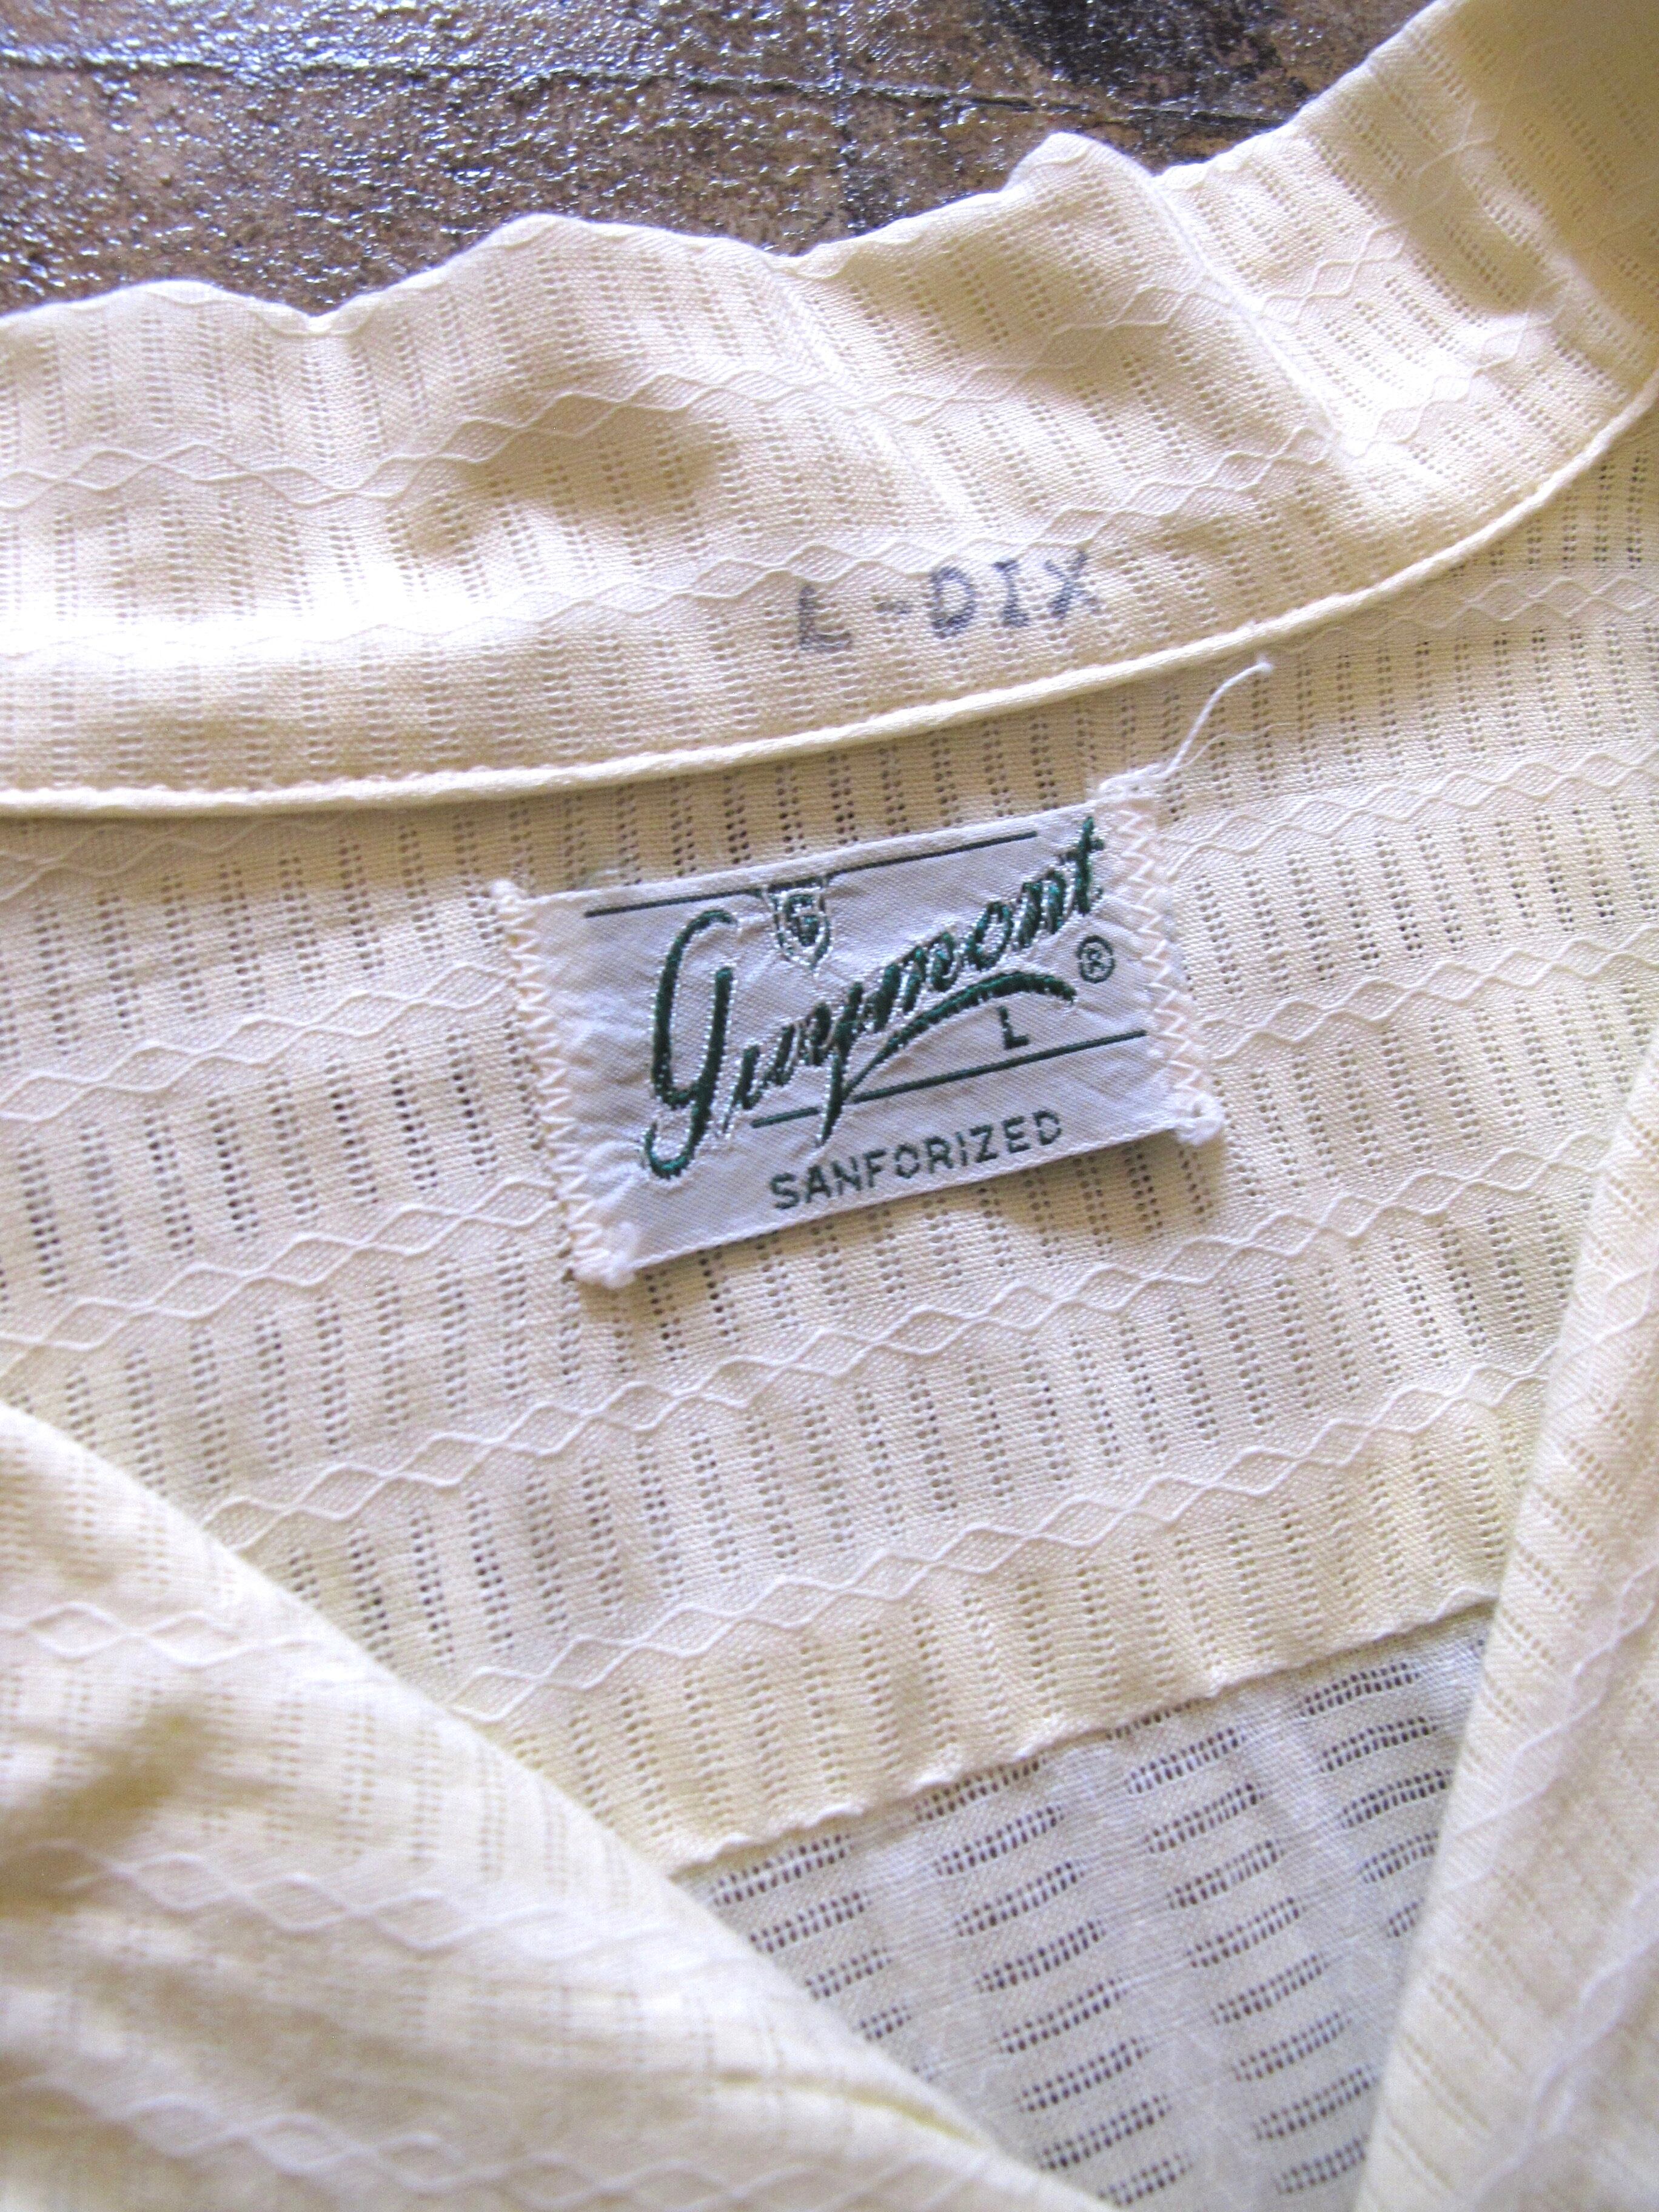 L-DIX
G
Guymont ®
L
SANFORIZED